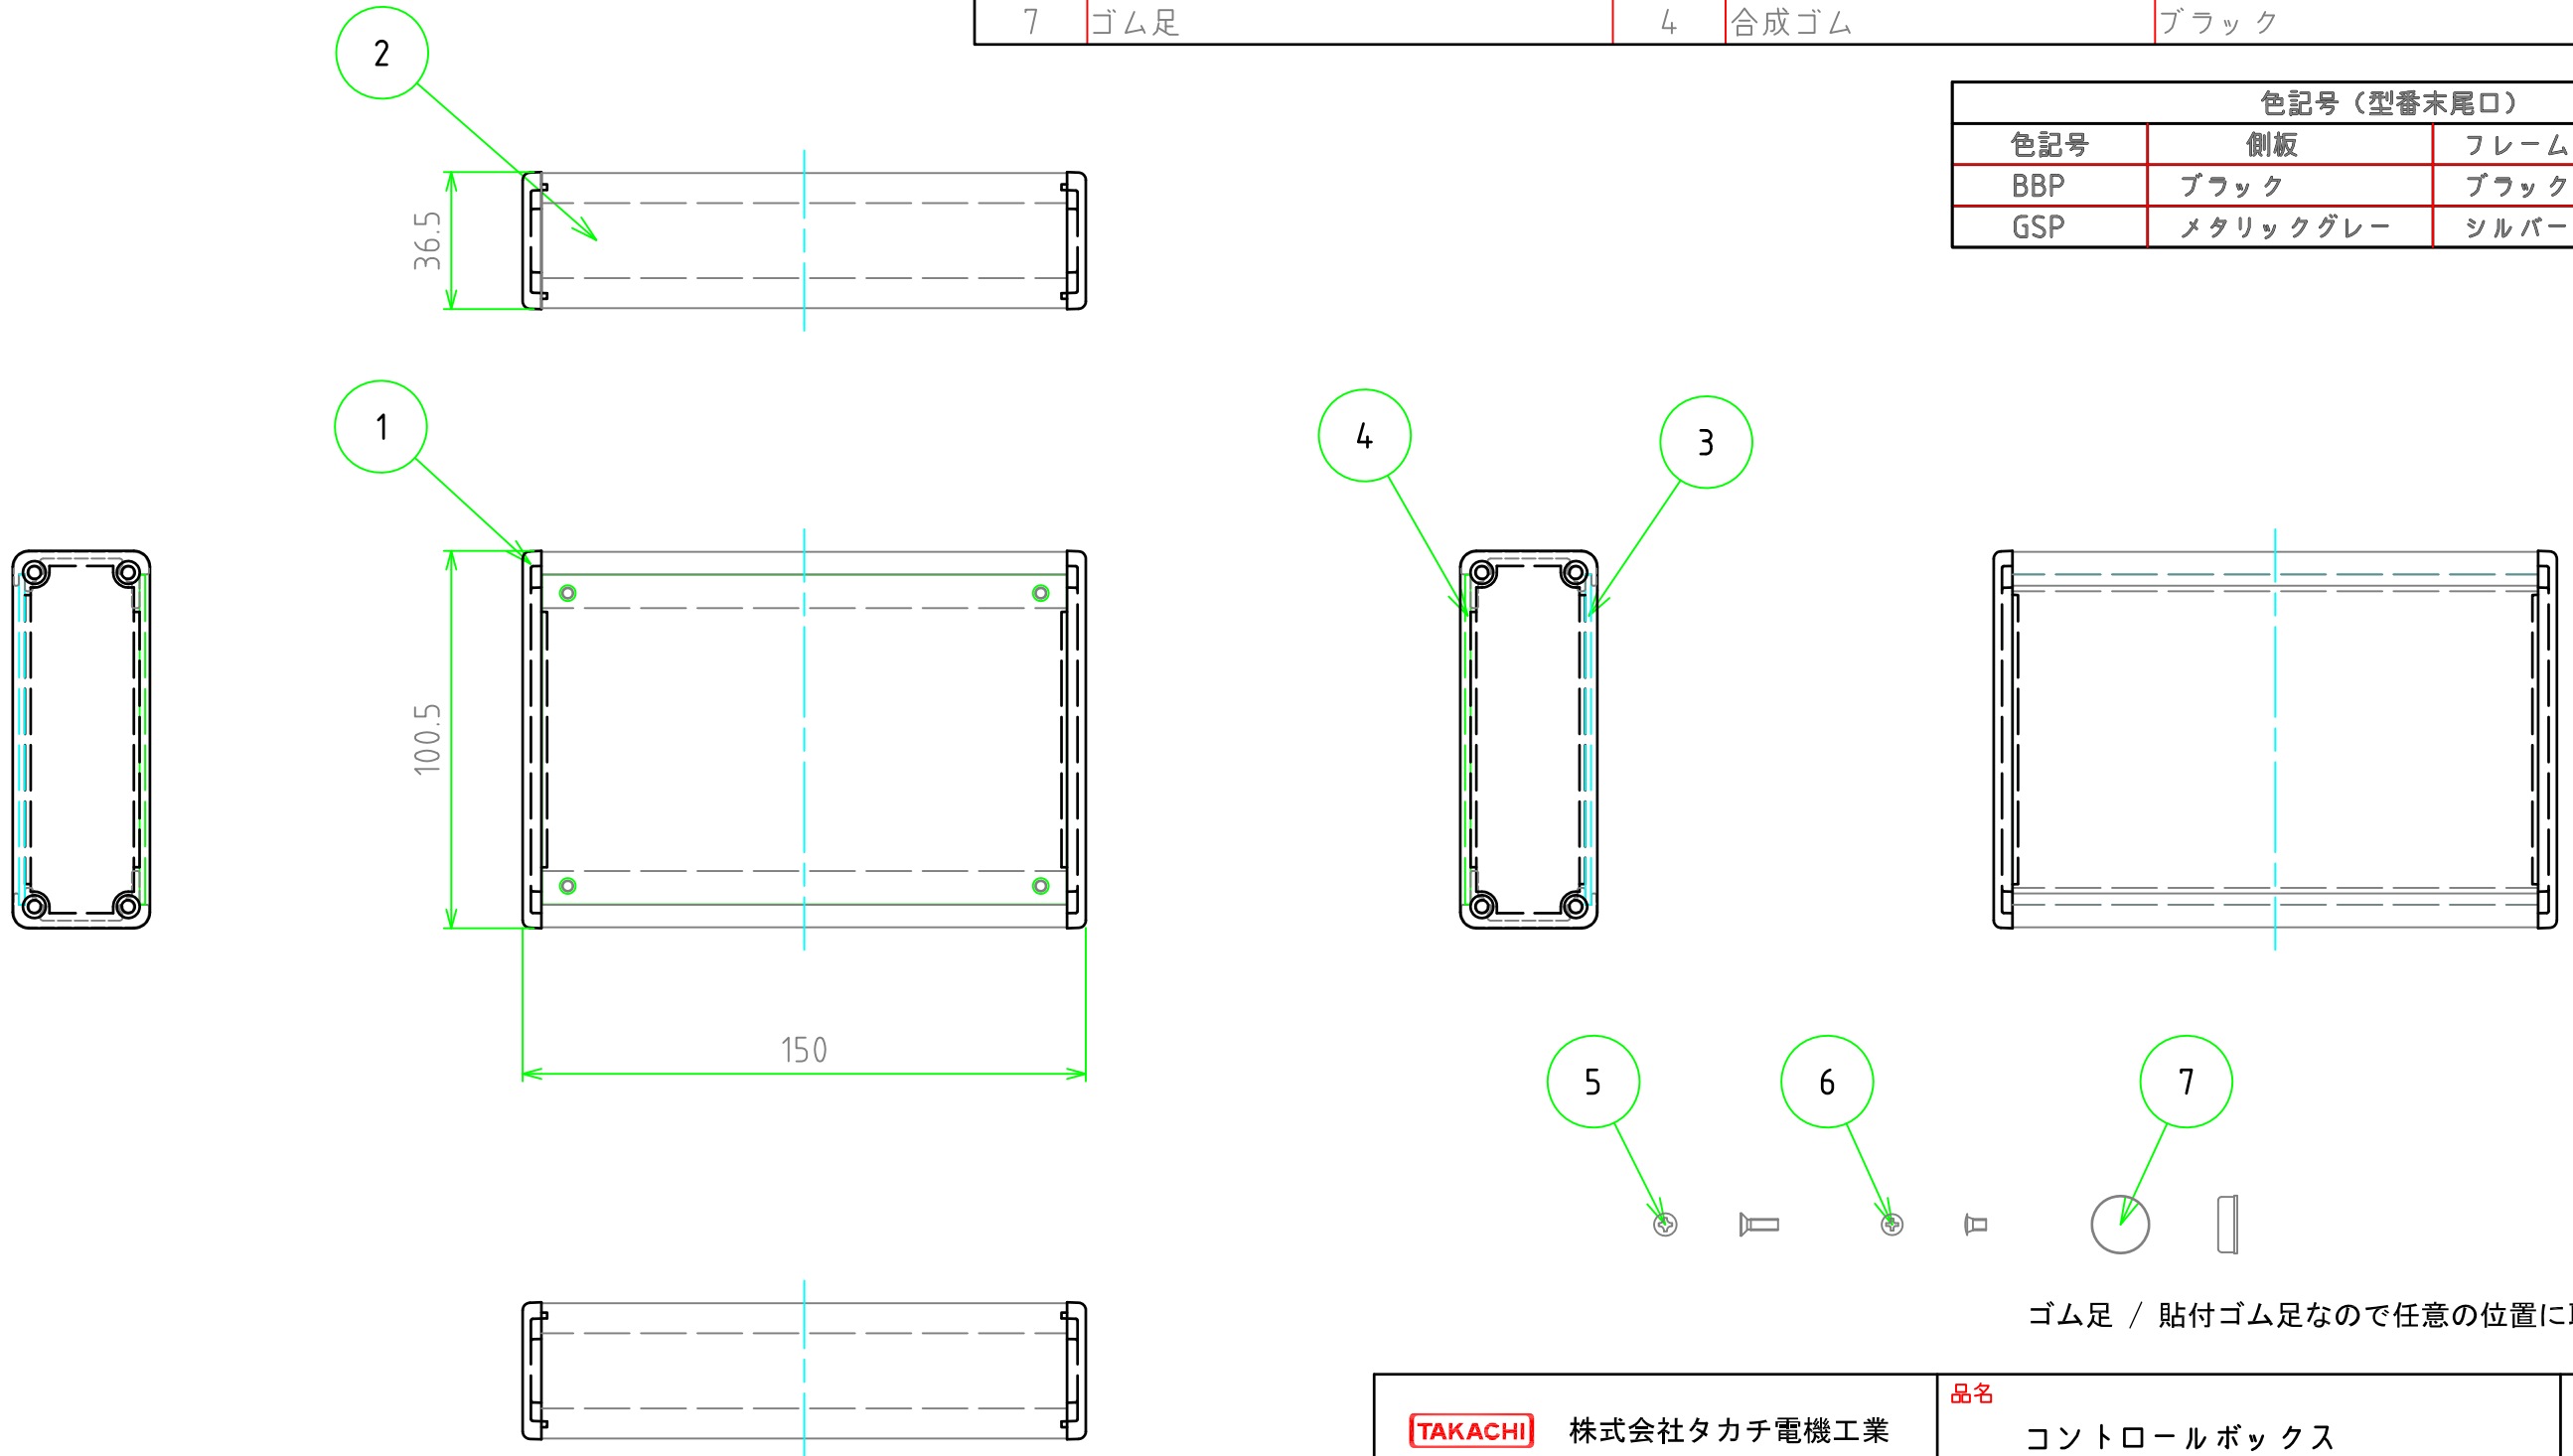 7 ゴム足 4 合成ゴム ブラック
2
色記号（型番末尾口）
色記号 側板 フレーム
BBP ブラック ブラック
GSP メタリックグレー シルバー
36.5
1
4
3
100.5
150
5
6
7
ゴム足 / 貼付ゴム足なので任意の位置に
品名
TAKACHI 株式会社タカチ電機工業
コントロールボックス